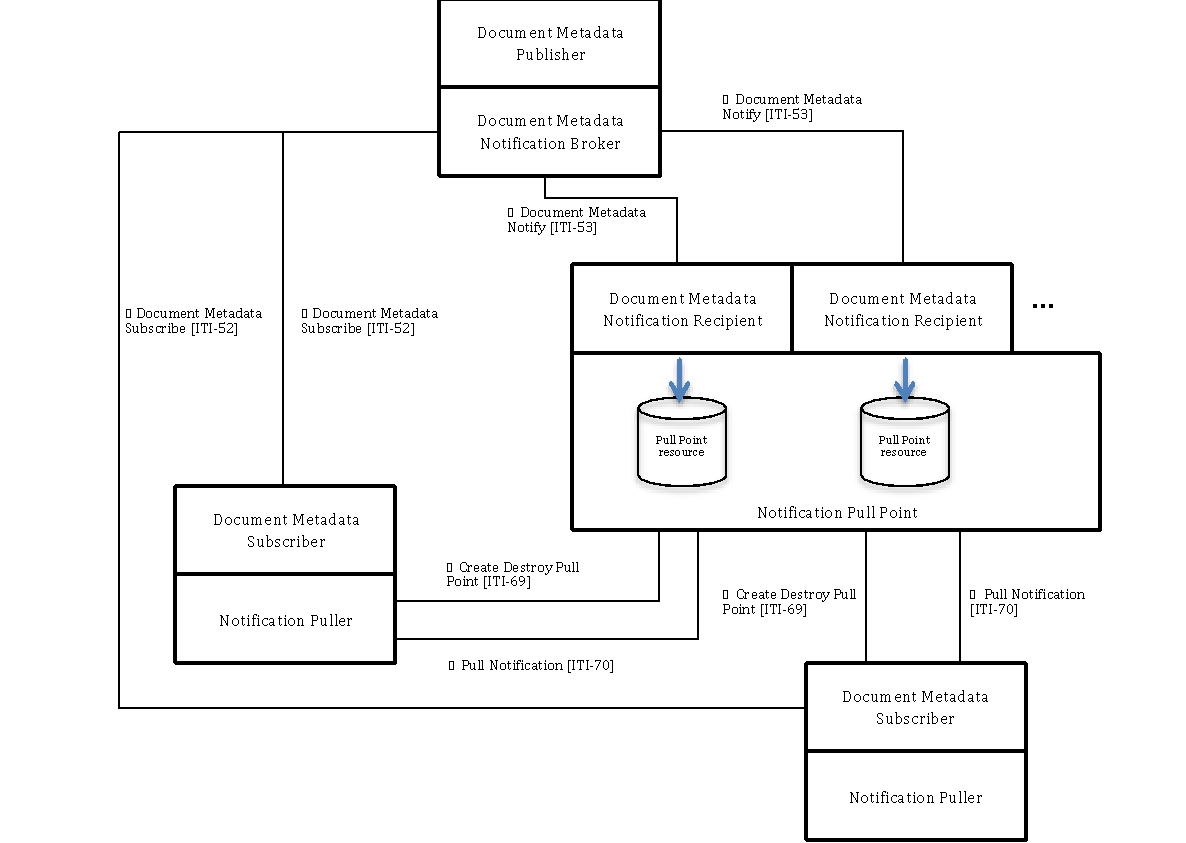 Document Metadata
Publisher
Document Metadata
Notification Broker
Document Metadata
Notify [ITI-53]
Document Metadata
Notify [ITI-53]
Document Metadata
Subscribe [ITI-52]
Document Metadata
Subscribe [ITI-52]
Document Metadata
Notification Recipient
Document Metadata
Notification Recipient
...
Pull Point
resource
Pull Point
resource
Notification Pull Point
Document Metadata
Subscriber
Notification Puller
Create Destroy Pull
Point [ITI-69]
Pull Notification [ITI-70]
Create Destroy Pull
Point [ITI-69]
Pull Notification
[ITI-70]
Document Metadata
Subscriber
Notification Puller